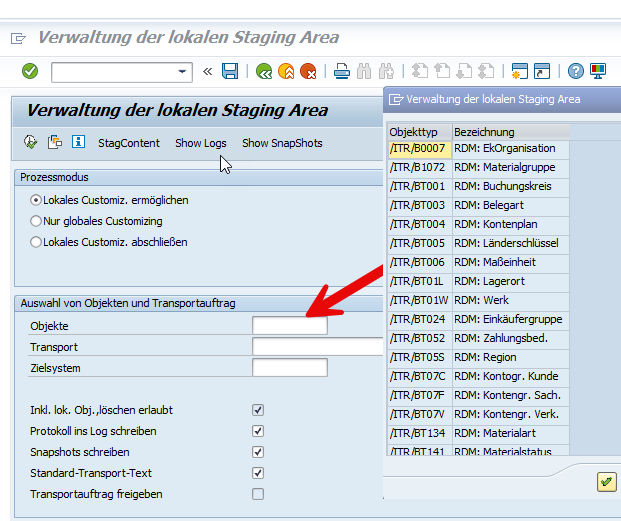 Verwaltung der lokalen Staging Area
Verwaltung der lokalen Staging Area
StagContent Show Logs Show SnapShots
Prozessmodus
Lokales Customiz. ermöglichen
Nur globales Customizing
Lokales Customiz. abschließen
Auswahl von Objekten und Transportauftrag
Objekte
Transport
Zielsystem
Inkl. lok. Obj.,löschen erlaubt
Protokoll ins Log schreiben
Snapshots schreiben
Standard-Transport-Text
Transportauftrag freigeben
Verwaltung der lokalen Staging Area
Objekttyp Bezeichnung
/ITR/B0007 RDM: EkOrganisation
/ITR/B1072 RDM: Materialgruppe
/ITR/BT001 RDM: Buchungskreis
/ITR/BT003 RDM: Belegart
/ITR/BT004 RDM: Kontenplan
/ITR/BT005 RDM: Länderschlüssel
/ITR/BT006 RDM: Maßeinheit
/ITR/BT01L RDM: Lagerort
/ITR/BT01W RDM: Werk
/ITR/BT024 RDM: Einkäufergruppe
/ITR/BT052 RDM: Zahlungsbed.
/ITR/BT05S RDM: Region
/ITR/BT07C RDM: Kontogr. Kunde
/ITR/BT07F RDM: Kontengr. Sach.
/ITR/BT07V RDM: Kontengr. Verk.
/ITR/BT134 RDM: Materialart
/ITR/BT141 RDM: Materialstatus